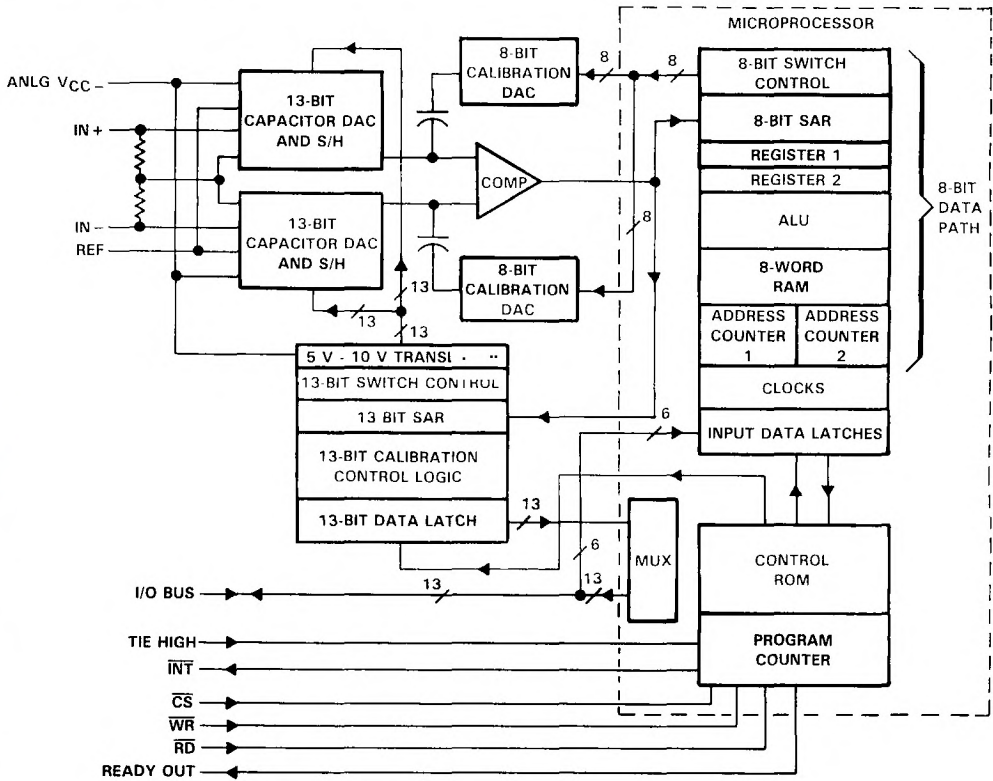 MICROPROCESSOR
ANLG VCC
IN+
IN-
REF
13-BIT
CAPACITOR DAC
AND S/H
13-BIT
CAPACITOR DAC
AND S/H
8-BIT
CALIBRATION
DAC
8
8
COMP
8
8-BIT
CALIBRATION
DAC
13
13
13
8-BIT SWITCH
CONTROL
8-BIT SAR
REGISTER 1
REGISTER 2
ALU
8-WORD
RAM
ADDRESS
COUNTER
1
ADDRESS
COUNTER
2
CLOCKS
INPUT DATA LATCHES
8-BIT
DATA
PATH
5 V - 10 V
13-BIT SWITCH CONTROL
13 BIT SAR
13-BIT CALIBRATION
CONTROL LOGIC
13-BIT DATA LATCH
6
13
6
MUX
13
13
CONTROL
ROM
PROGRAM
COUNTER
I/O BUS
TIE HIGH
INT
CS
WR
RD
READY OUT